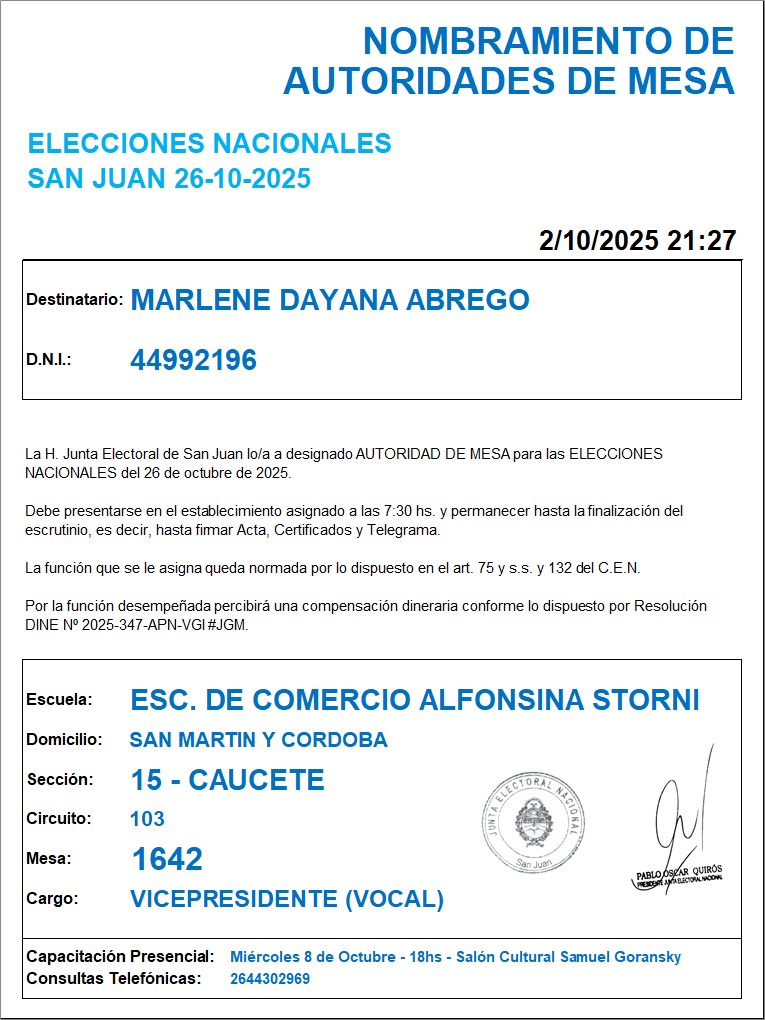 NOMBRAMIENTO DE
AUTORIDADES DE MESA
ELECCIONES NACIONALES
SAN JUAN 26-10-2025
2/10/2025 21:27
Destinatario: MARLENE DAYANA ABREGO
D.N.I.: 44992196
La H. Junta Electoral de San Juan lo/a a designado AUTORIDAD DE MESA para las ELECCIONES
NACIONALES del 26 de octubre de 2025.
Debe presentarse en el establecimiento asignado a las 7:30 hs. y permanecer hasta la finalización del
escrutinio, es decir, hasta firmar Acta, Certificados y Telegrama.
La función que se le asigna queda normada por lo dispuesto en el art. 75 y s.s. y 132 del C.E.N.
Por la función desempeñada percibirá una compensación dineraria conforme lo dispuesto por Resolución
DINE Nº 2025-347-APN-VGI#JGM.
Escuela: ESC. DE COMERCIO ALFONSINA STORNI
Domicilio: SAN MARTIN Y CORDOBA
Sección: 15 - CAUCETE
Circuito: 103
Mesa: 1642
Cargo: VICEPRESIDENTE (VOCAL)
JUNTA ELECTORAL NACIONAL
San Juan
PABLO OSCAR QUIRÓS
PRESIDENTE JUNTA ELECTORAL NACIONAL
Capacitación Presencial: Miércoles 8 de Octubre - 18hs - Salón Cultural Samuel Goransky
Consultas Telefónicas: 2644302969